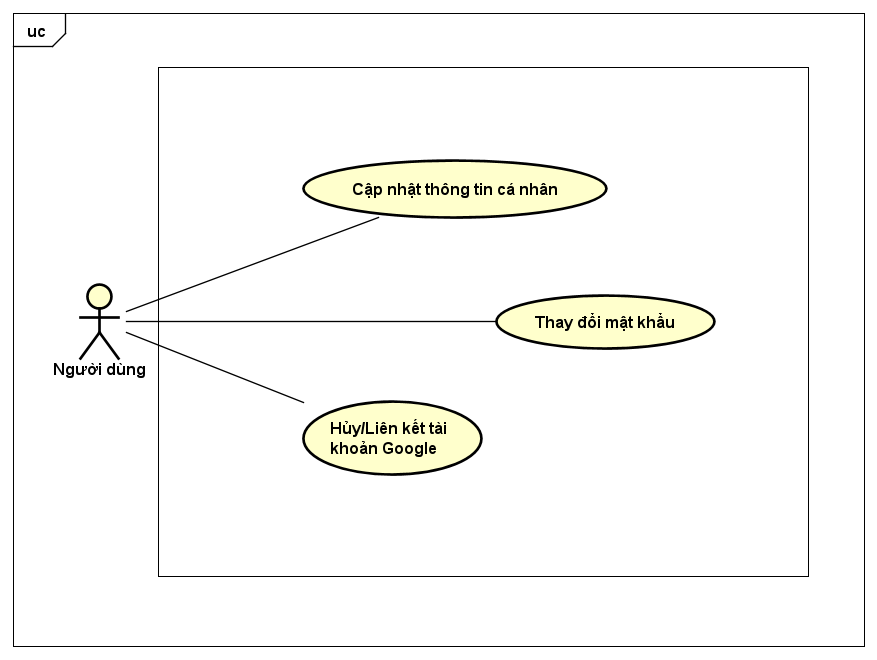 uc
Cập nhật thông tin cá nhân
Thay đổi mật khẩu
Người dùng
Hủy/Liên kết tài
khoản Google